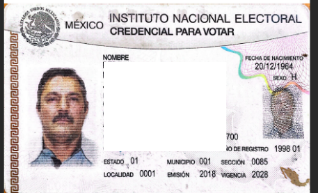 MÉXICO INSTITUTO NACIONAL ELECTORAL
CREDENCIAL PARA VOTAR
NOMBRE
FECHA DE NACIMIENTO
20/12/1964
SEXO H
700
DE REGISTRO 1998 01
ESTADO 01 MUNICIPIO 001 SECCIÓN 0085
LOCALIDAD 0001 EMISIÓN 2018 VIGENCIA 2028